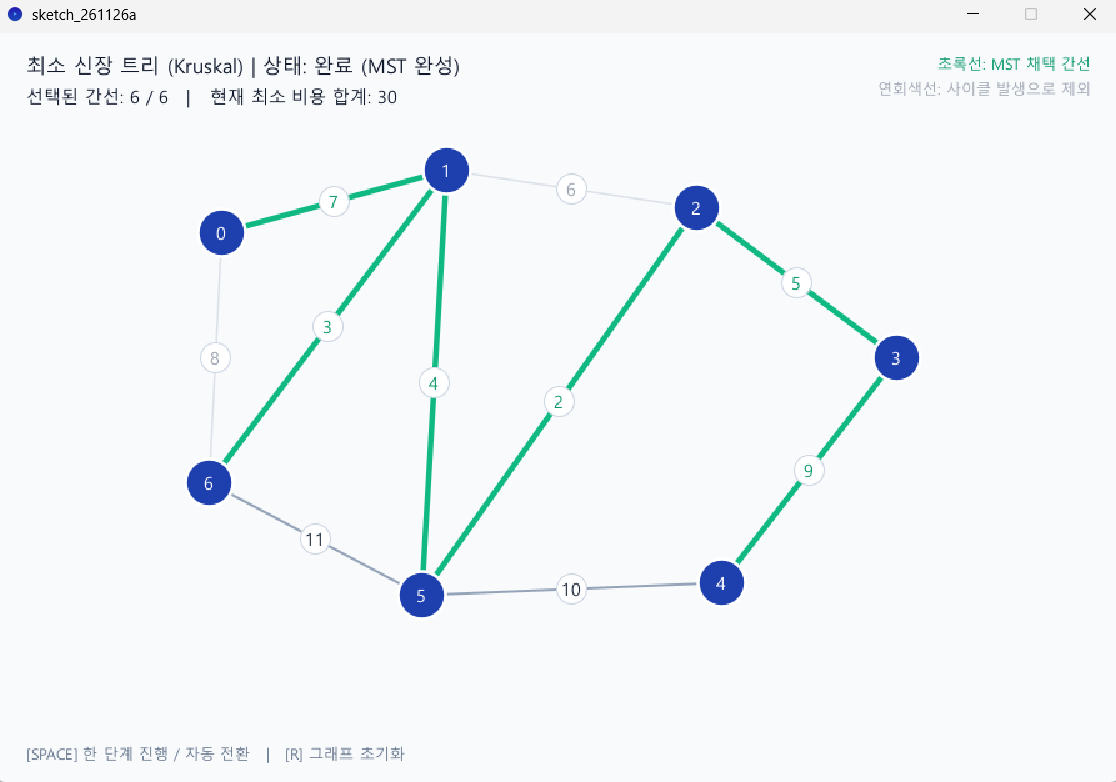 sketch_261126a
최소 신장 트리 (Kruskal) | 상태: 완료 (MST 완성)
선택된 간선: 6 / 6 | 현재 최소 비용 합계: 30
초록선: MST 채택 간선
연회색선: 사이클 발생으로 제외
1
6
7
2
0
5
3
3
8
4
2
9
6
11
4
10
5
[SPACE] 한 단계 진행 / 자동 전환 | [R] 그래프 초기화